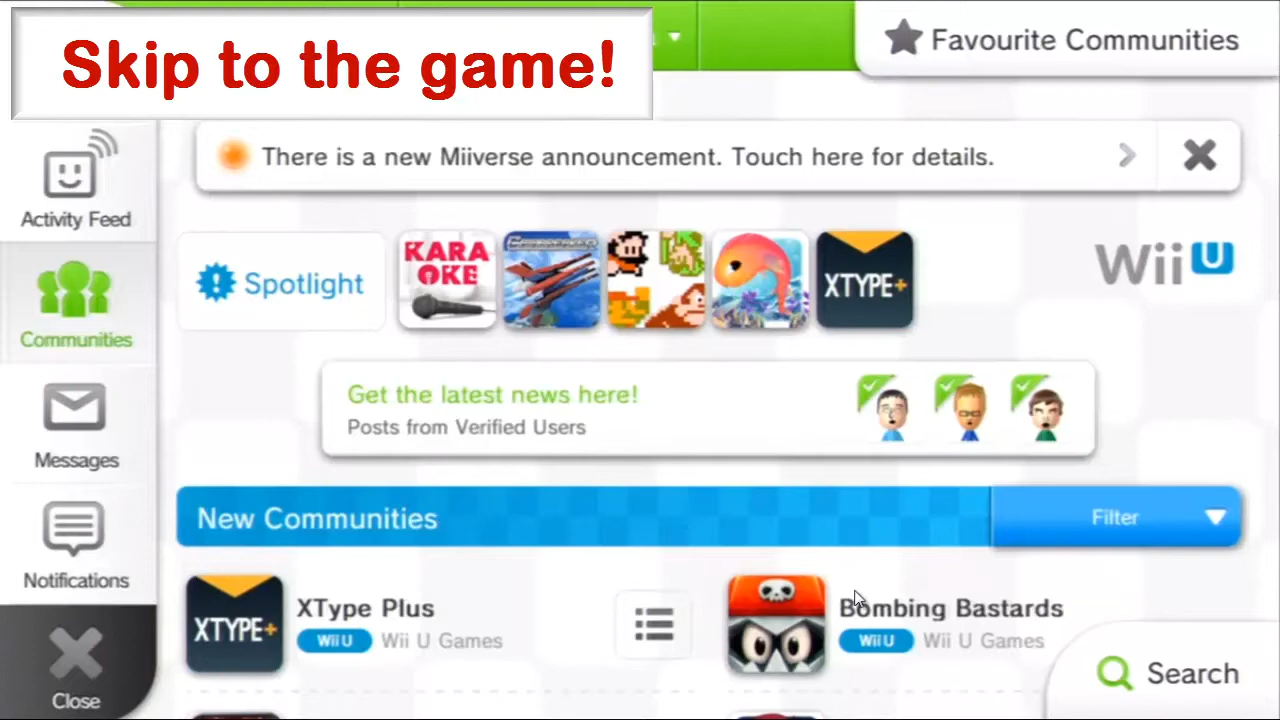 Skip to the game!
Favourite Communities
There is a new Miiverse announcement. Touch here for details.
Activity Feed
Spotlight
KARA
OKE
XTYPE+
Wii U
Communities
Get the latest news here!
Posts from Verified Users
Messages
New Communities
Filter
Notifications
XTYPE+
XType Plus
Wii U Wii U Games
Bombing Bastards
Wii U Wii U Games
Search
Close